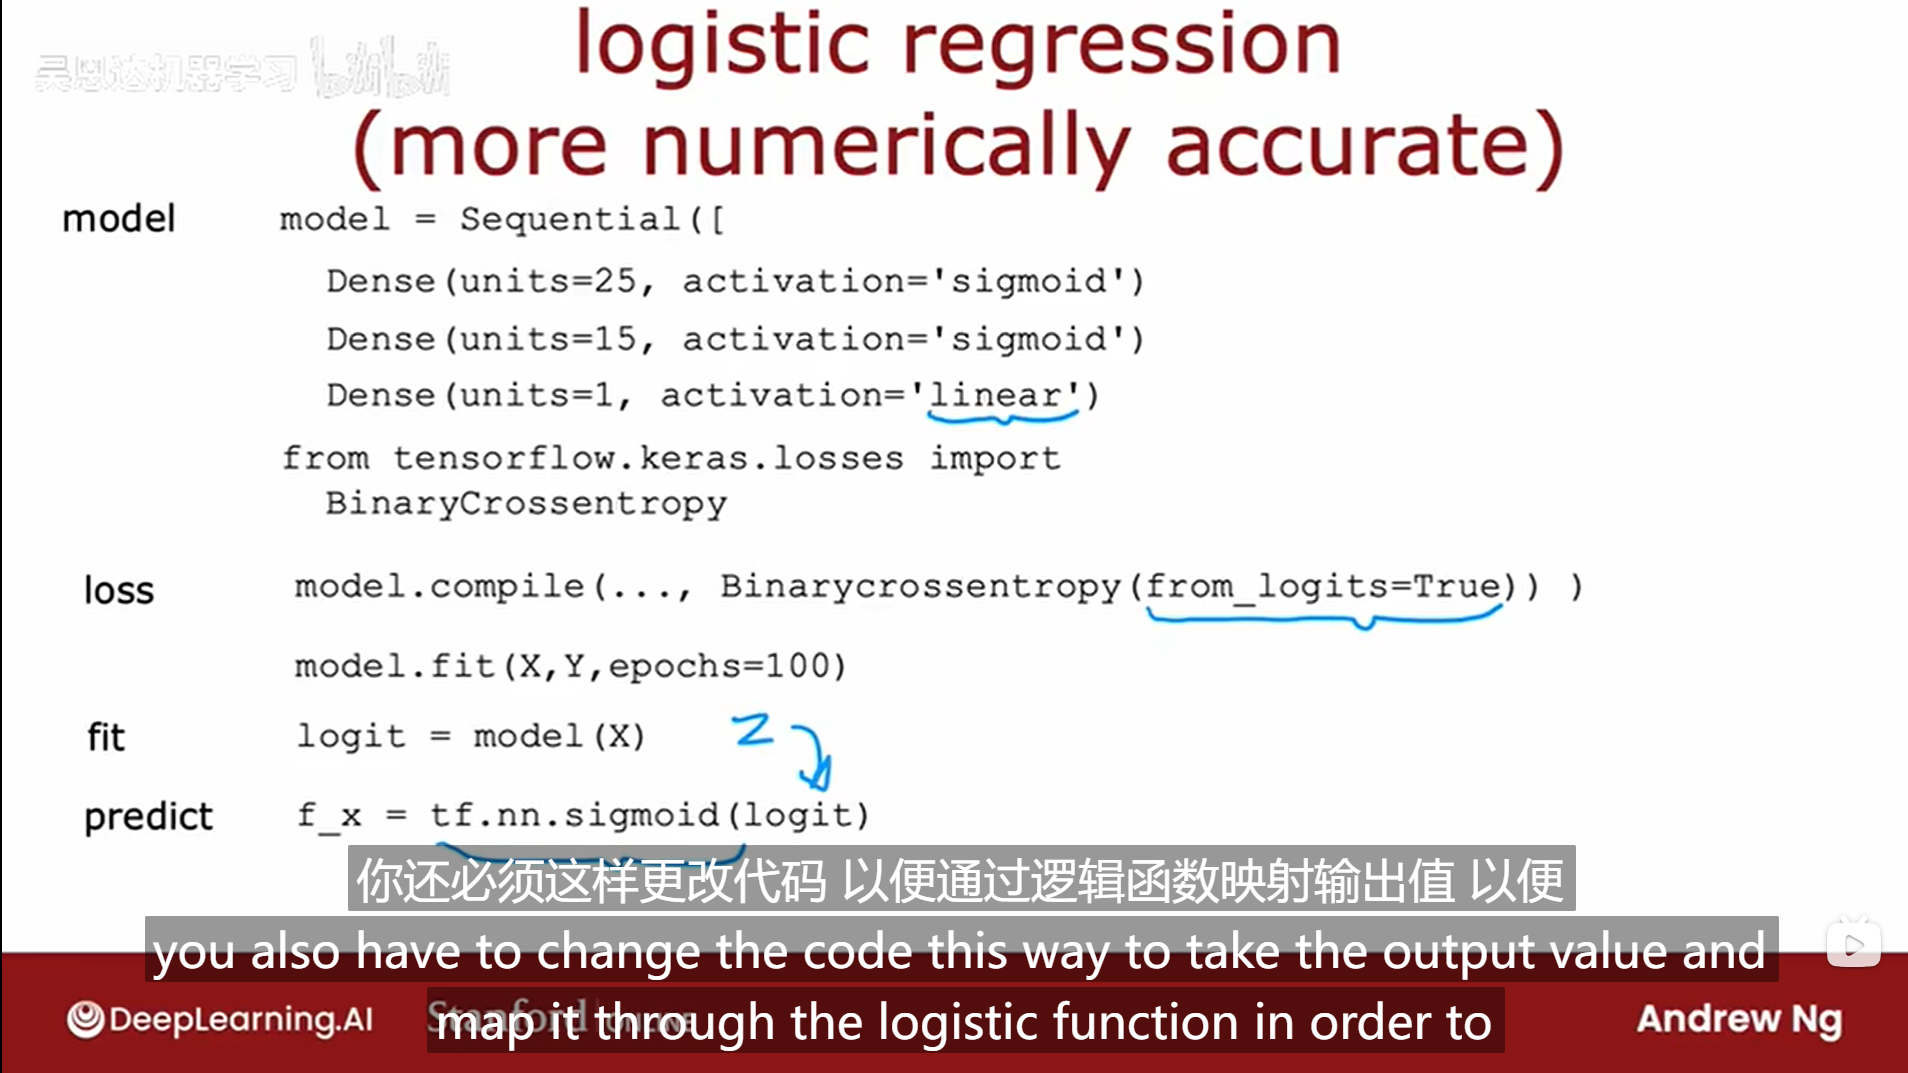 logistic regression
(more numerically accurate)
吴恩达机器学习 bilibili
model model = Sequential([
Dense(units=25, activation='sigmoid')
Dense(units=15, activation='sigmoid')
Dense(units=1, activation='linear')
from tensorflow.keras.losses import
BinaryCrossentropy
loss model.compile(..., Binarycrossentropy(from_logits=True)) )
model.fit(X,Y,epochs=100)
fit logit = model(X) z
predict f_x = tf.nn.sigmoid(logit)
你还必须这样更改代码 以便通过逻辑函数映射输出值 以便
you also have to change the code this way to take the output value and
map it through the logistic function in order to
DeepLearning.AI Stanford ONLINE Andrew Ng